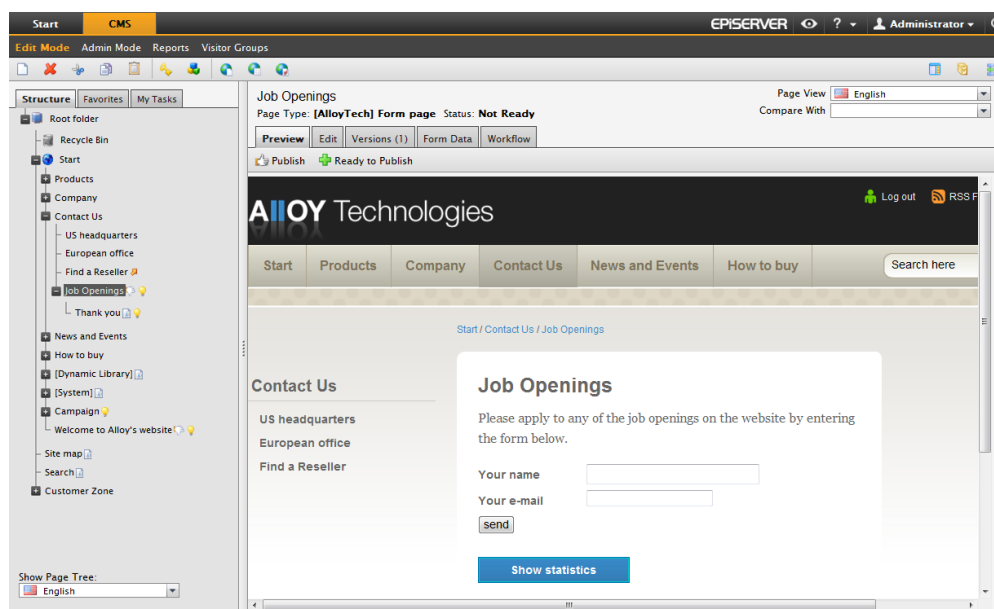 Start CMS EPiSERVER ? Administrator
Edit Mode Admin Mode Reports Visitor Groups
Structure Favorites My Tasks
Root folder
Recycle Bin
Start
Products
Company
Contact Us
US headquarters
European office
Find a Reseller
Job Openings
Thank you
News and Events
How to buy
[Dynamic Library]
[System]
Campaign
Welcome to Alloy's website
Site map
Search
Customer Zone
Show Page Tree:
English
Job Openings
Page View English
Page Type: [AlloyTech] Form page Status: Not Ready
Compare With
Preview Edit Versions (1) Form Data Workflow
Publish Ready to Publish
ALLOY Technologies
Log out RSS F
Start Products Company Contact Us News and Events How to buy Search here
Start / Contact Us / Job Openings
Contact Us
US headquarters
European office
Find a Reseller
Job Openings
Please apply to any of the job openings on the website by entering
the form below.
Your name
Your e-mail
send
Show statistics